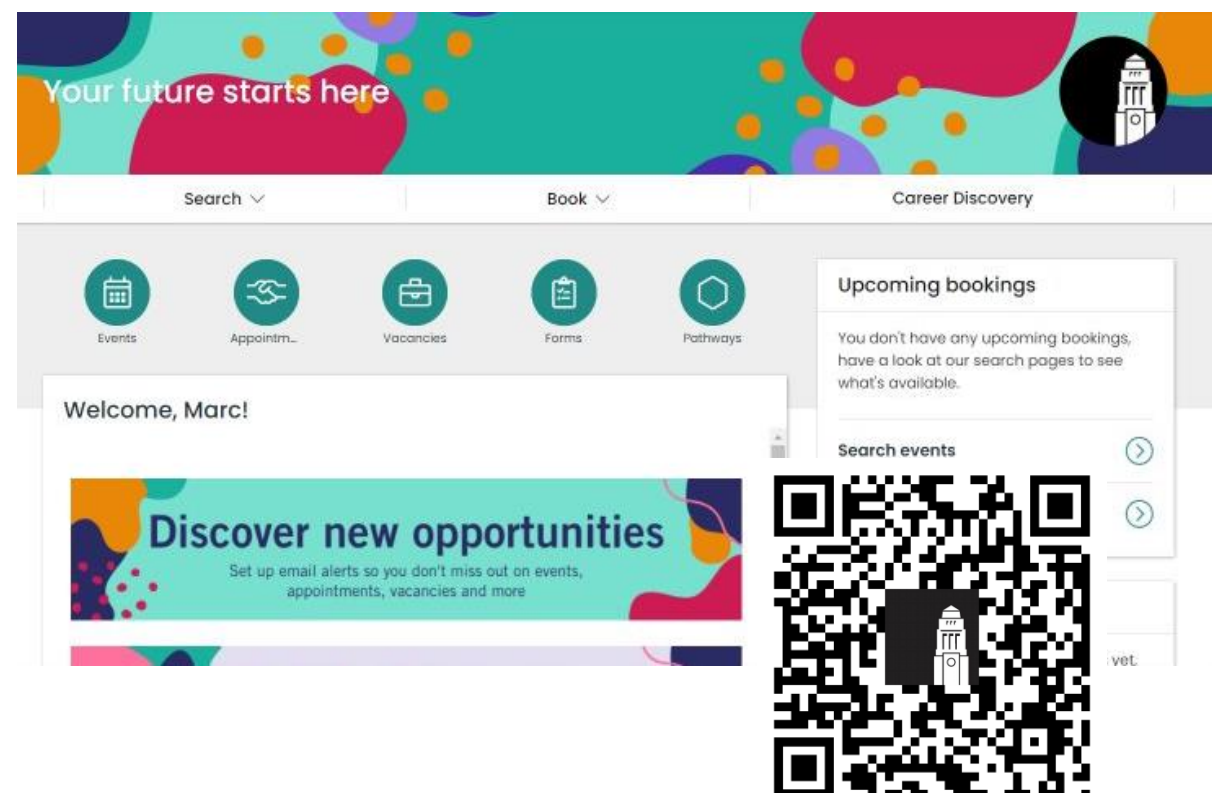 Your future starts here
Search
Book
Career Discovery
Events
Appointm...
Vacancies
Forms
Pathways
Welcome, Marc!
Discover new opportunities
Set up email alerts so you don't miss out on events,
appointments, vacancies and more
Upcoming bookings
You don't have any upcoming bookings,
have a look at our search pages to see
what's available.
Search events
yet.